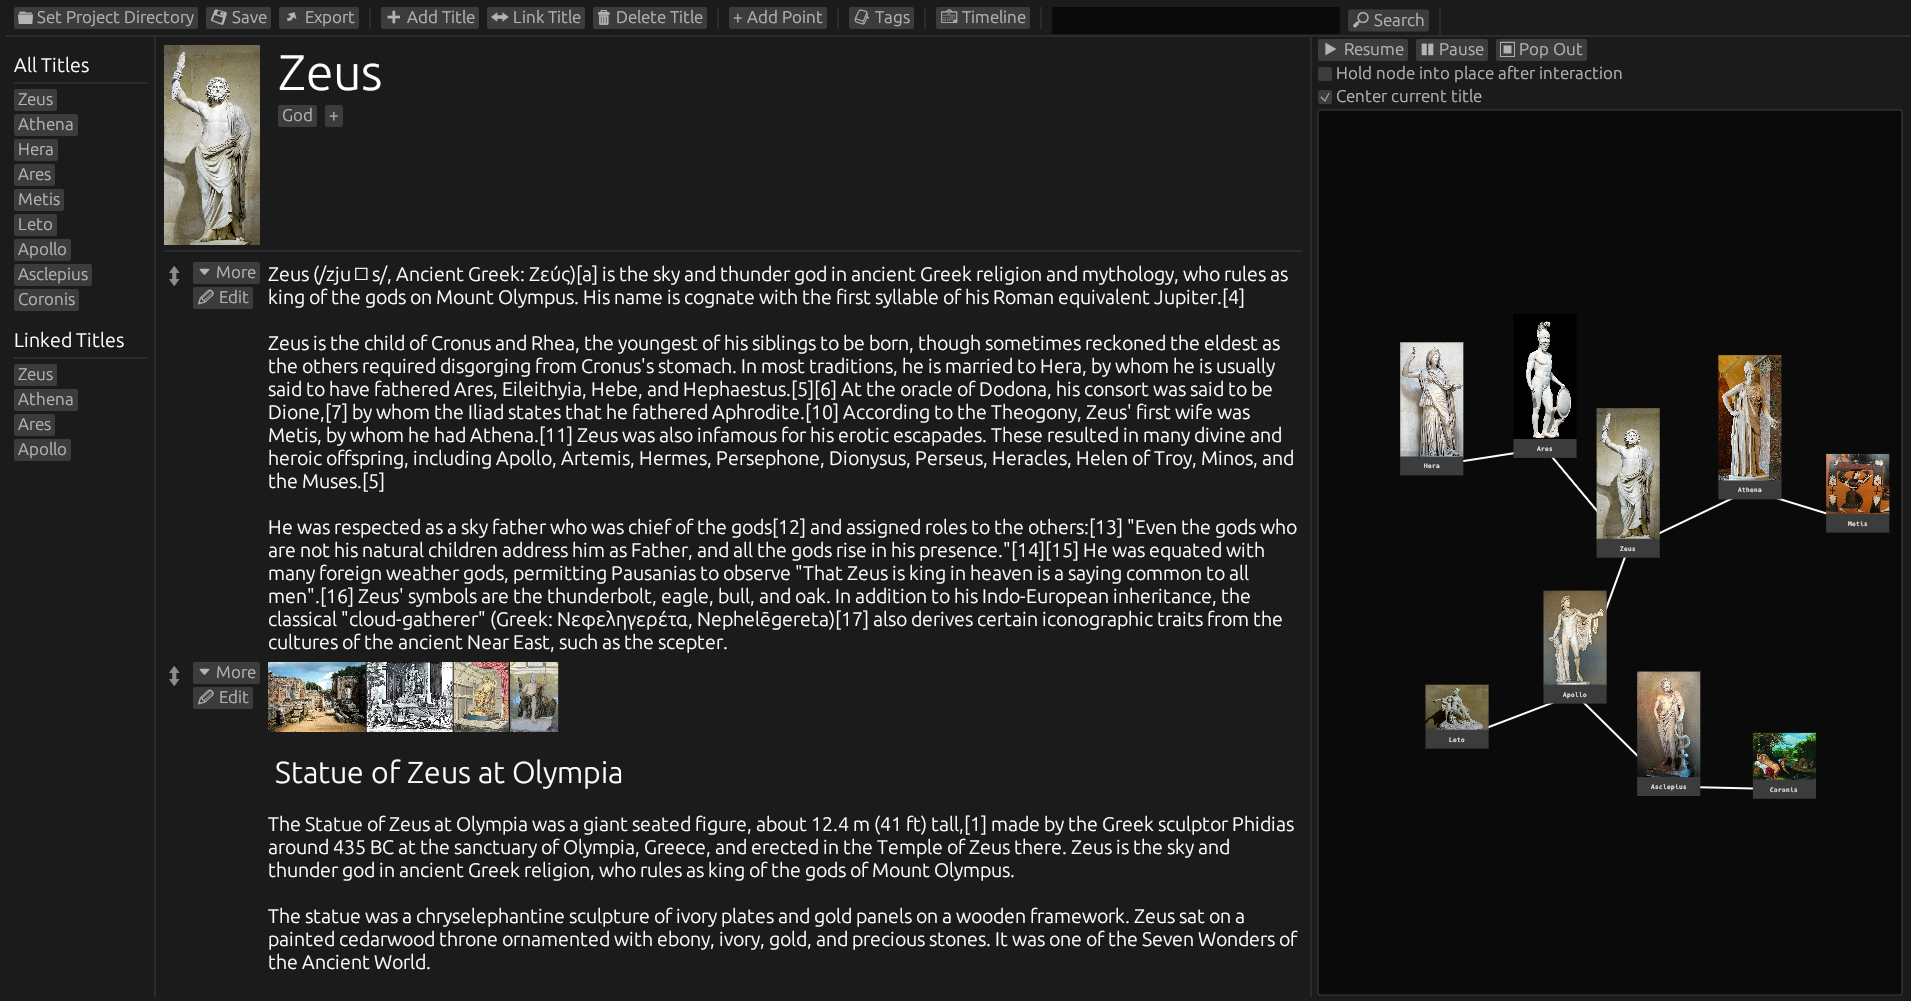 Set Project Directory Save Export Add Title Link Title Delete Title + Add Point Tags Timeline Search
All Titles
Zeus
Athena
Hera
Ares
Metis
Leto
Apollo
Asclepius
Coronis
Linked Titles
Zeus
Athena
Ares
Apollo
Zeus
God +
More
Edit
Zeus (/zju□s/, Ancient Greek: Ζεύς)[a] is the sky and thunder god in ancient Greek religion and mythology, who rules as
king of the gods on Mount Olympus. His name is cognate with the first syllable of his Roman equivalent Jupiter.[4]
Zeus is the child of Cronus and Rhea, the youngest of his siblings to be born, though sometimes reckoned the eldest as
the others required disgorging from Cronus's stomach. In most traditions, he is married to Hera, by whom he is usually
said to have fathered Ares, Eileithyia, Hebe, and Hephaestus.[5][6] At the oracle of Dodona, his consort was said to be
Dione,[7] by whom the Iliad states that he fathered Aphrodite.[10] According to the Theogony, Zeus' first wife was
Metis, by whom he had Athena.[11] Zeus was also infamous for his erotic escapades. These resulted in many divine and
heroic offspring, including Apollo, Artemis, Hermes, Persephone, Dionysus, Perseus, Heracles, Helen of Troy, Minos, and
the Muses.[5]
He was respected as a sky father who was chief of the gods[12] and assigned roles to the others:[13] "Even the gods who
are not his natural children address him as Father, and all the gods rise in his presence."[14][15] He was equated with
many foreign weather gods, permitting Pausanias to observe "That Zeus is king in heaven is a saying common to all
men".[16] Zeus' symbols are the thunderbolt, eagle, bull, and oak. In addition to his Indo-European inheritance, the
classical "cloud-gatherer" (Greek: Νεφεληγερέτα, Nephelēgereta)[17] also derives certain iconographic traits from the
cultures of the ancient Near East, such as the scepter.
More
Edit
Statue of Zeus at Olympia
The Statue of Zeus at Olympia was a giant seated figure, about 12.4 m (41 ft) tall,[1] made by the Greek sculptor Phidias
around 435 BC at the sanctuary of Olympia, Greece, and erected in the Temple of Zeus there. Zeus is the sky and
thunder god in ancient Greek religion, who rules as king of the gods of Mount Olympus.
The statue was a chryselephantine sculpture of ivory plates and gold panels on a wooden framework. Zeus sat on a
painted cedarwood throne ornamented with ebony, ivory, gold, and precious stones. It was one of the Seven Wonders of
the Ancient World.
Resume Pause Pop Out
Hold node into place after interaction
Center current title
Hera
Ares
Athena
Metis
Zeus
Apollo
Leto
Asclepius
Coronis